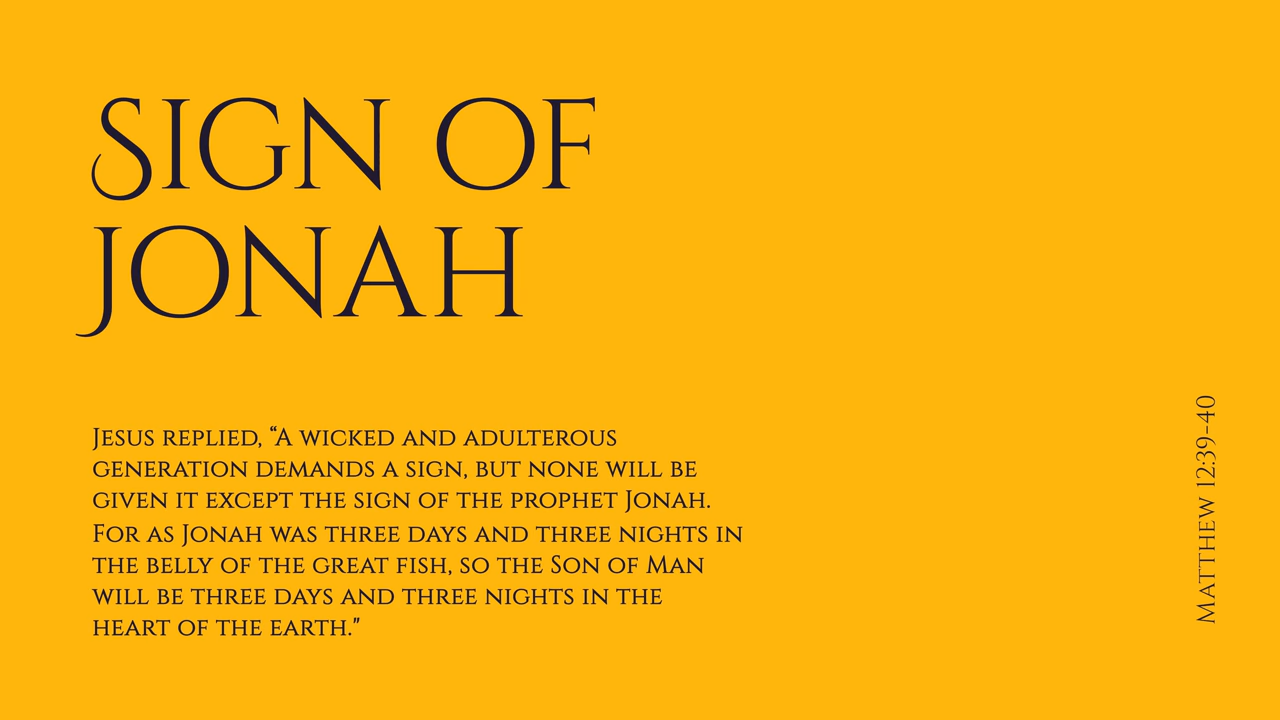 Sign of
Jonah
Jesus replied, “A wicked and adulterous
generation demands a sign, but none will be
given it except the sign of the prophet Jonah.
For as Jonah was three days and three nights in
the belly of the great fish, so the Son of Man
will be three days and three nights in the
heart of the earth."
Matthew 12:39-40